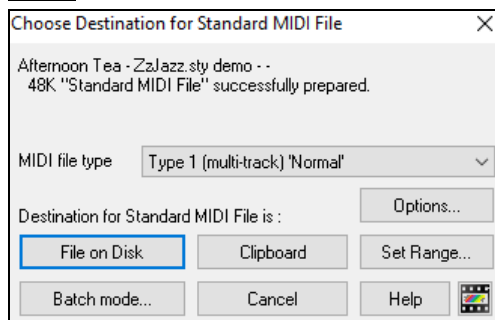 Choose Destination for Standard MIDI File
Afternoon Tea - ZzJazz.sty demo - -
48K "Standard MIDI File" successfully prepared.
MIDI file type Type 1 (multi-track) 'Normal'
Options...
Destination for Standard MIDI File is :
File on Disk Clipboard Set Range...
Batch mode... Cancel Help